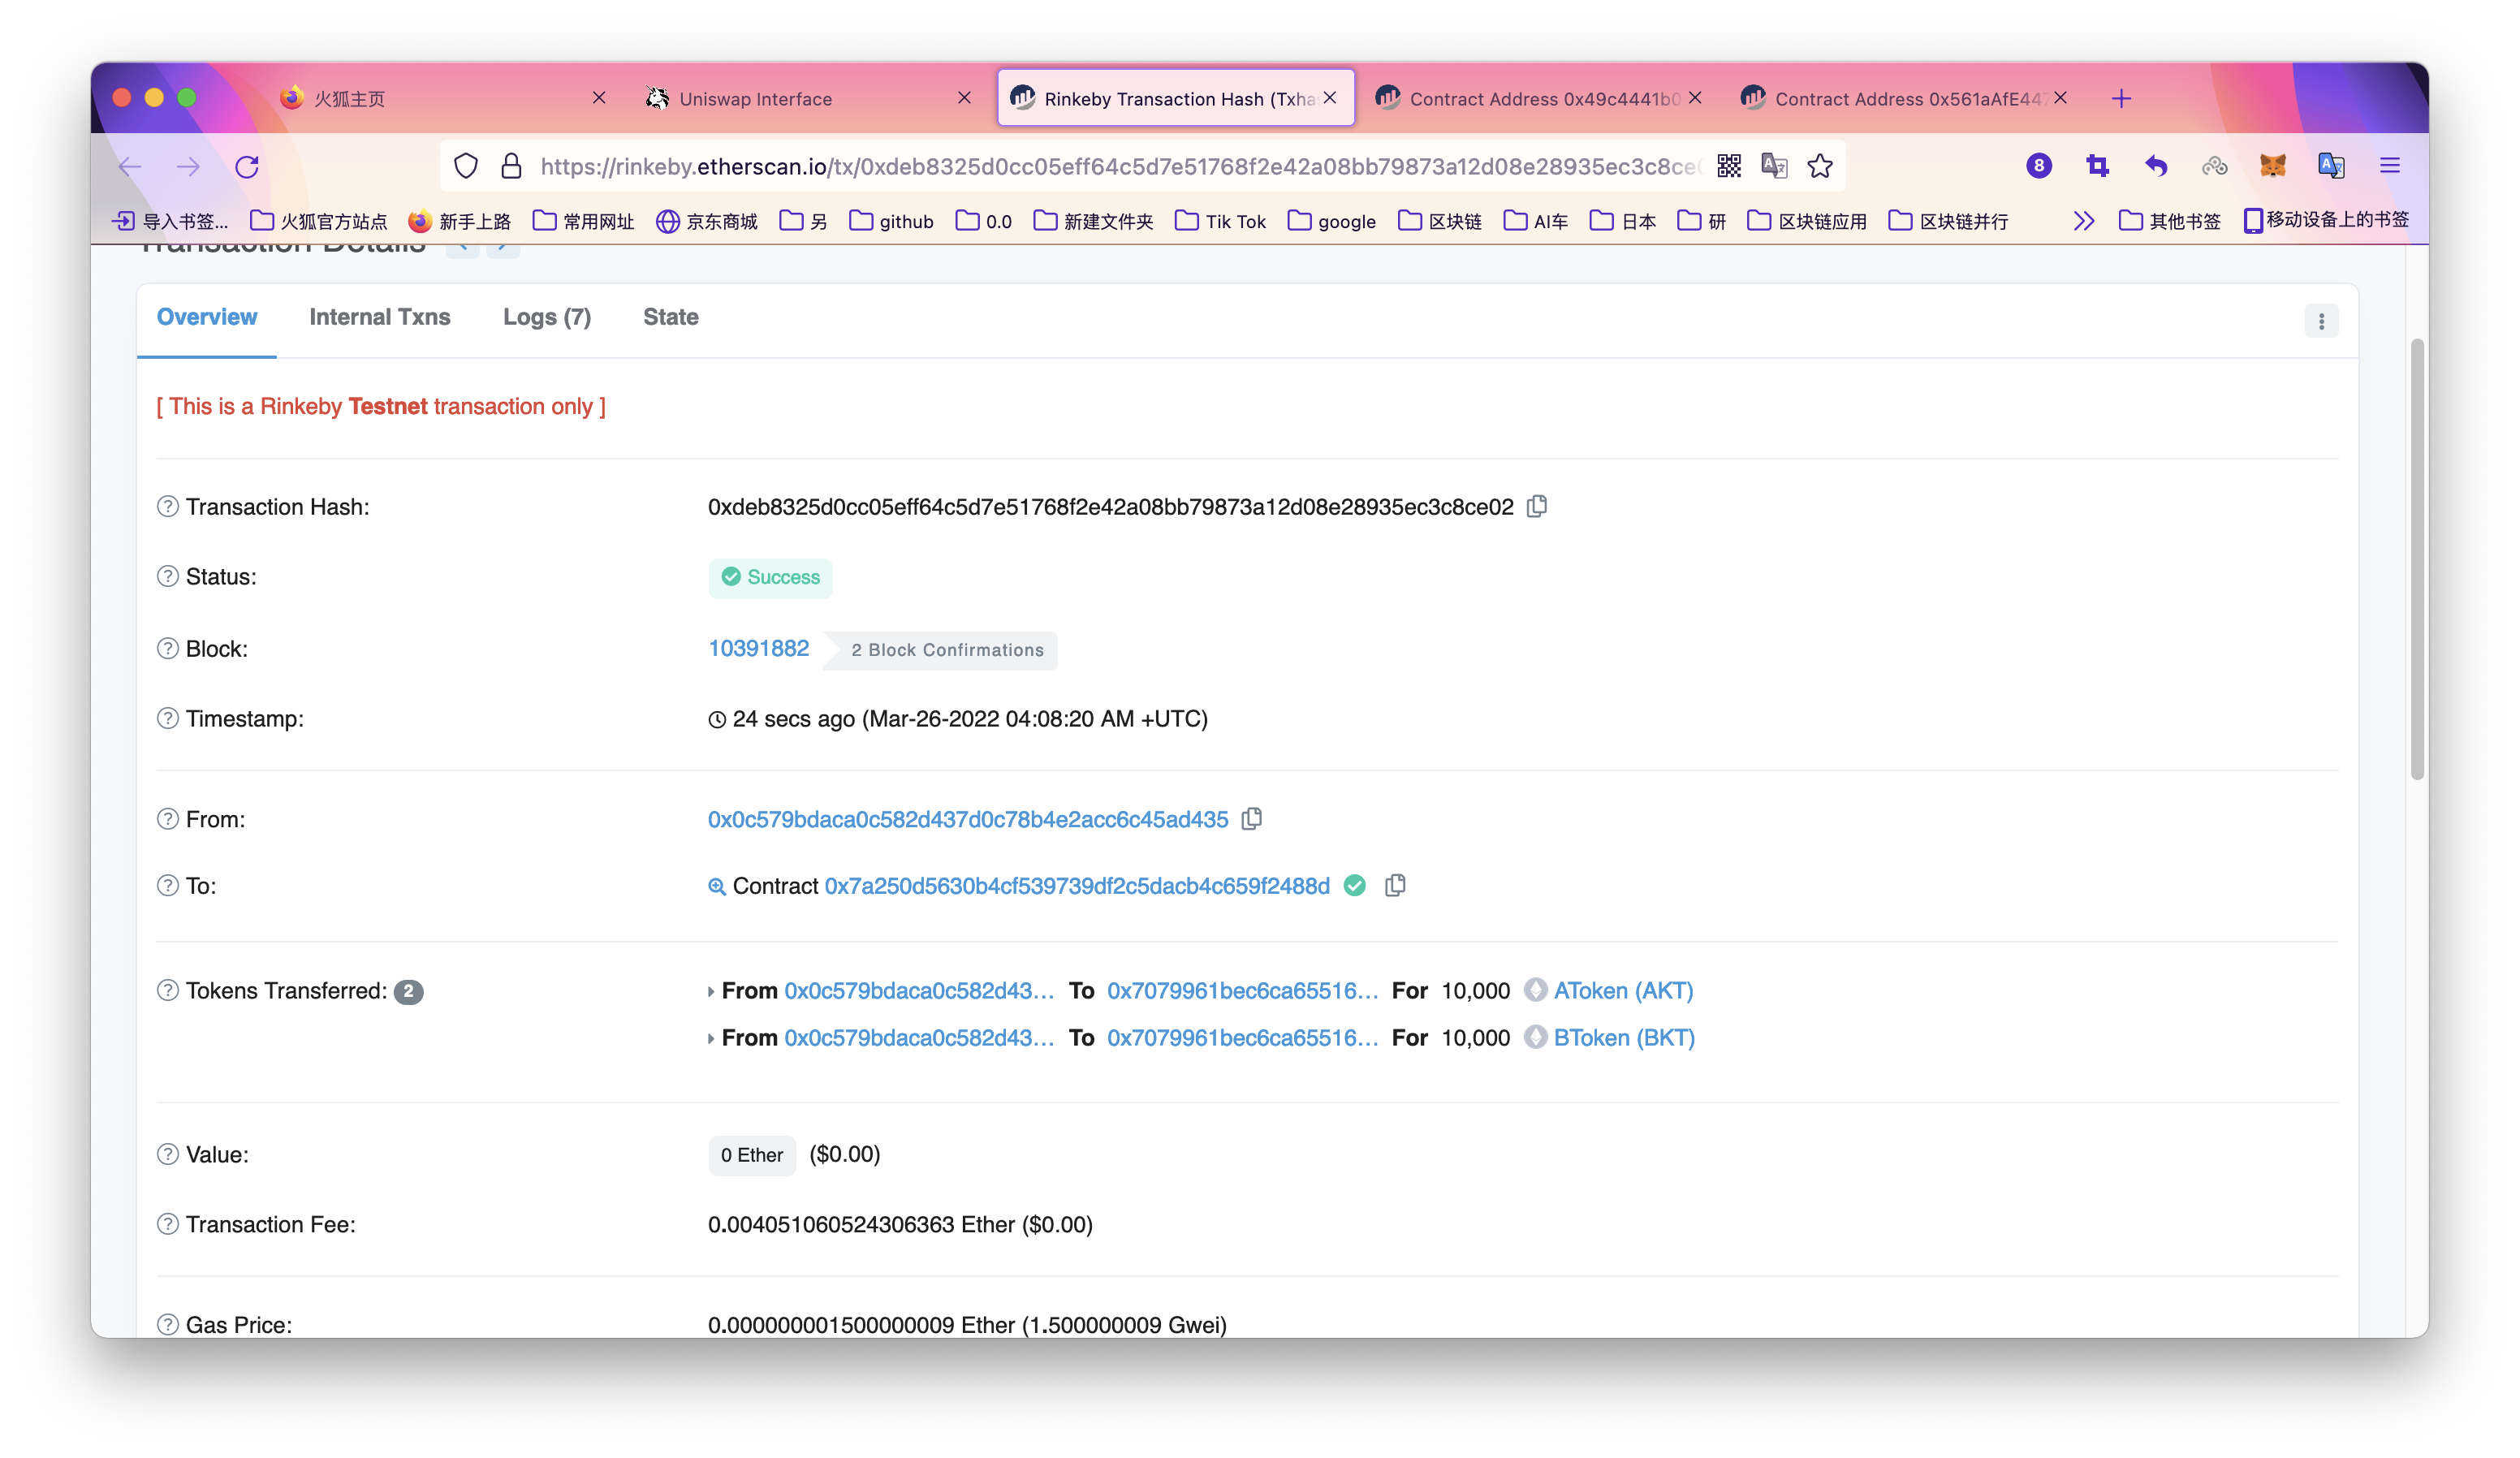 火狐主页
Uniswap Interface
Rinkeby Transaction Hash (Txha
Contract Address 0x49c4441b0
Contract Address 0x561aAfE447
https://rinkeby.etherscan.io/tx/0xdeb8325d0cc05eff64c5d7e51768f2e42a08bb79873a12d08e28935ec3c8ce0
8
导入书签... 火狐官方站点 新手上路 常用网址 京东商城 另 github 0.0 新建文件夹 Tik Tok google 区块链 AI车 日本 研 区块链应用 区块链并行 其他书签 移动设备上的书签
Transaction Details
Overview Internal Txns Logs (7) State
[ This is a Rinkeby Testnet transaction only ]
Transaction Hash: 0xdeb8325d0cc05eff64c5d7e51768f2e42a08bb79873a12d08e28935ec3c8ce02
Status: Success
Block: 10391882 2 Block Confirmations
Timestamp: 24 secs ago (Mar-26-2022 04:08:20 AM +UTC)
From: 0x0c579bdaca0c582d437d0c78b4e2acc6c45ad435
To: Contract 0x7a250d5630b4cf539739df2c5dacb4c659f2488d
Tokens Transferred: 2 From 0x0c579bdaca0c582d43... To 0x7079961bec6ca65516... For 10,000 AToken (AKT)
From 0x0c579bdaca0c582d43... To 0x7079961bec6ca65516... For 10,000 BToken (BKT)
Value: 0 Ether ($0.00)
Transaction Fee: 0.004051060524306363 Ether ($0.00)
Gas Price: 0.000000001500000009 Ether (1.500000009 Gwei)